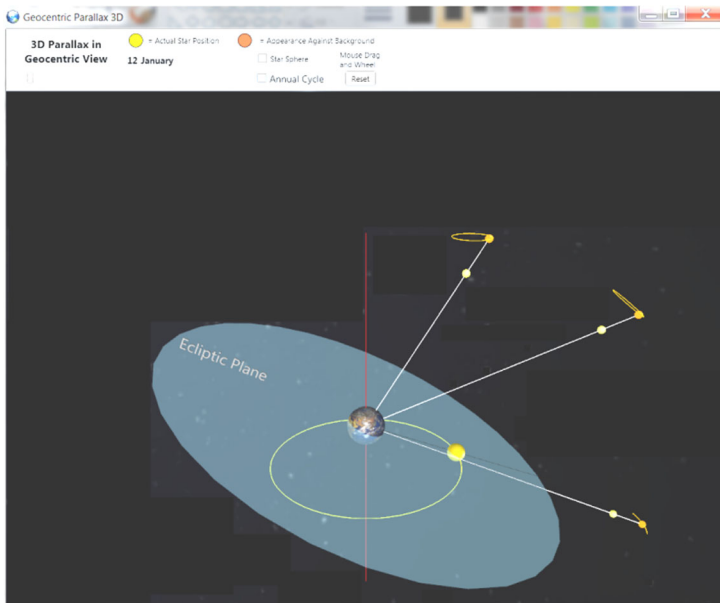 Geocentric Parallax 3D
3D Parallax in
Geocentric View
= Actual Star Position
= Appearance Against Background
12 January
Star Sphere
Mouse Drag
and Wheel
Annual Cycle
Reset
Ecliptic Plane